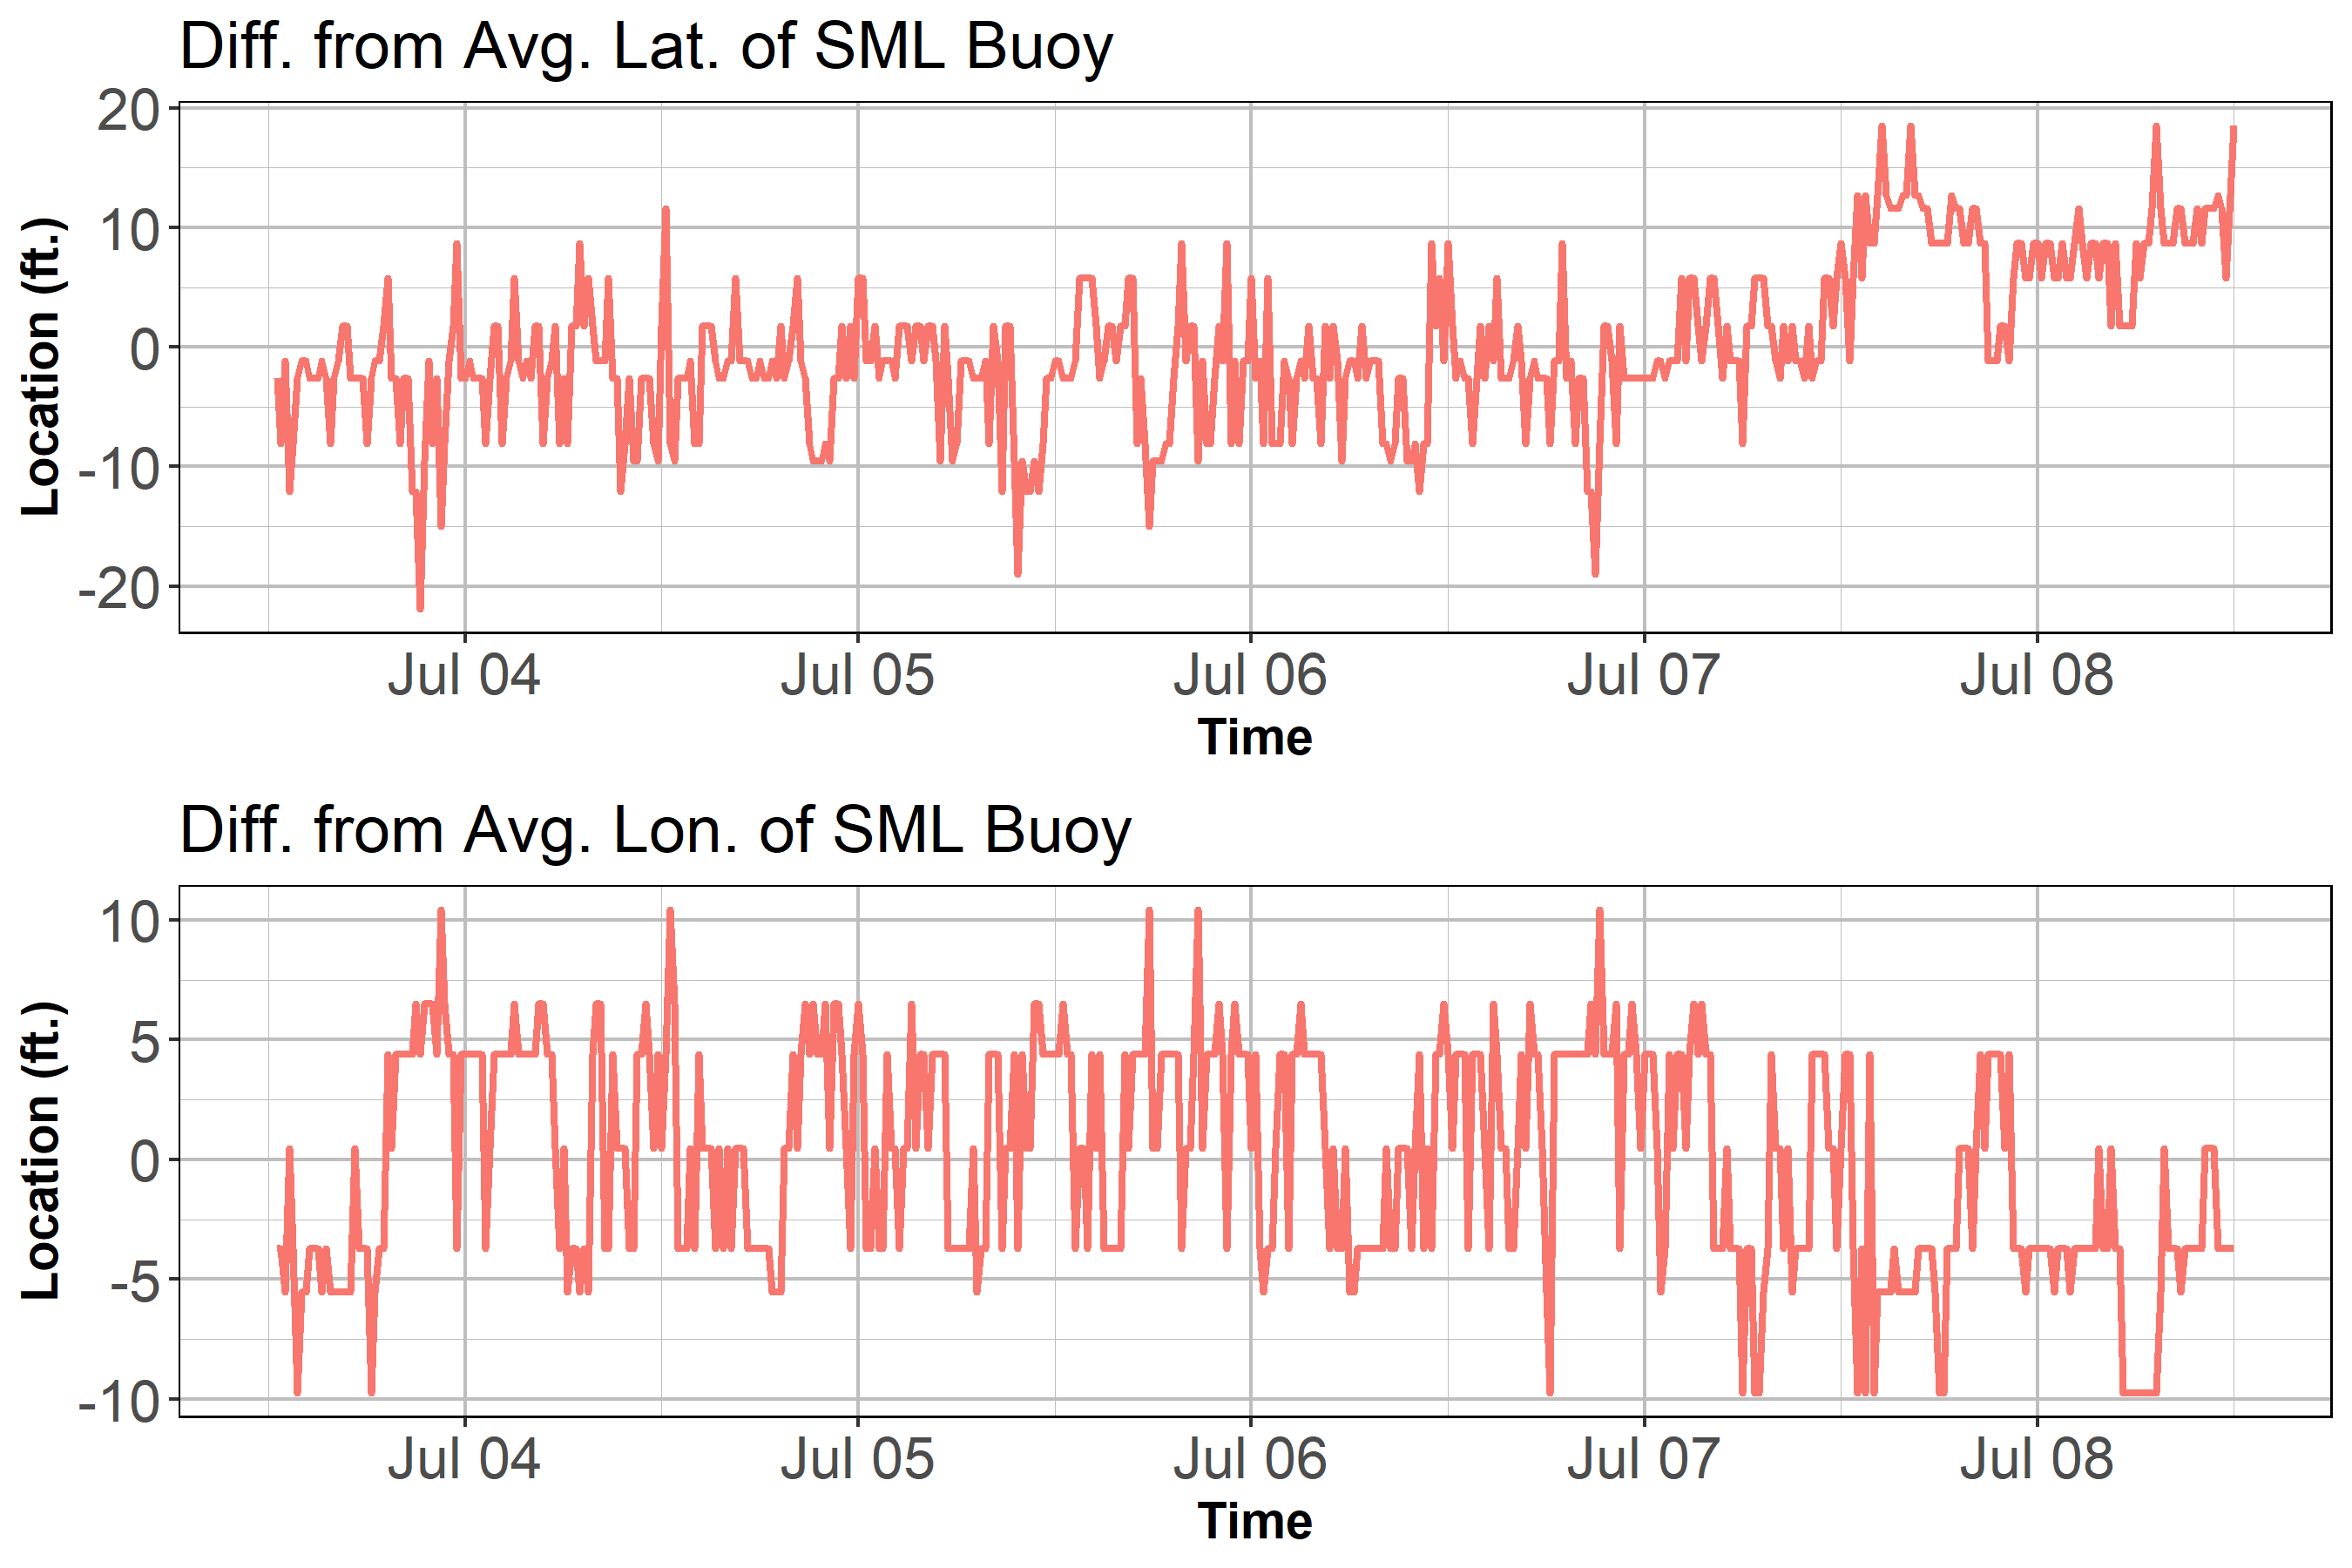 Diff. from Avg. Lat. of SML Buoy
20
10
0
-10
-20
Location (ft.)
Jul 04 Jul 05 Jul 06 Jul 07 Jul 08
Time
Diff. from Avg. Lon. of SML Buoy
10
5
0
-5
-10
Location (ft.)
Jul 04 Jul 05 Jul 06 Jul 07 Jul 08
Time